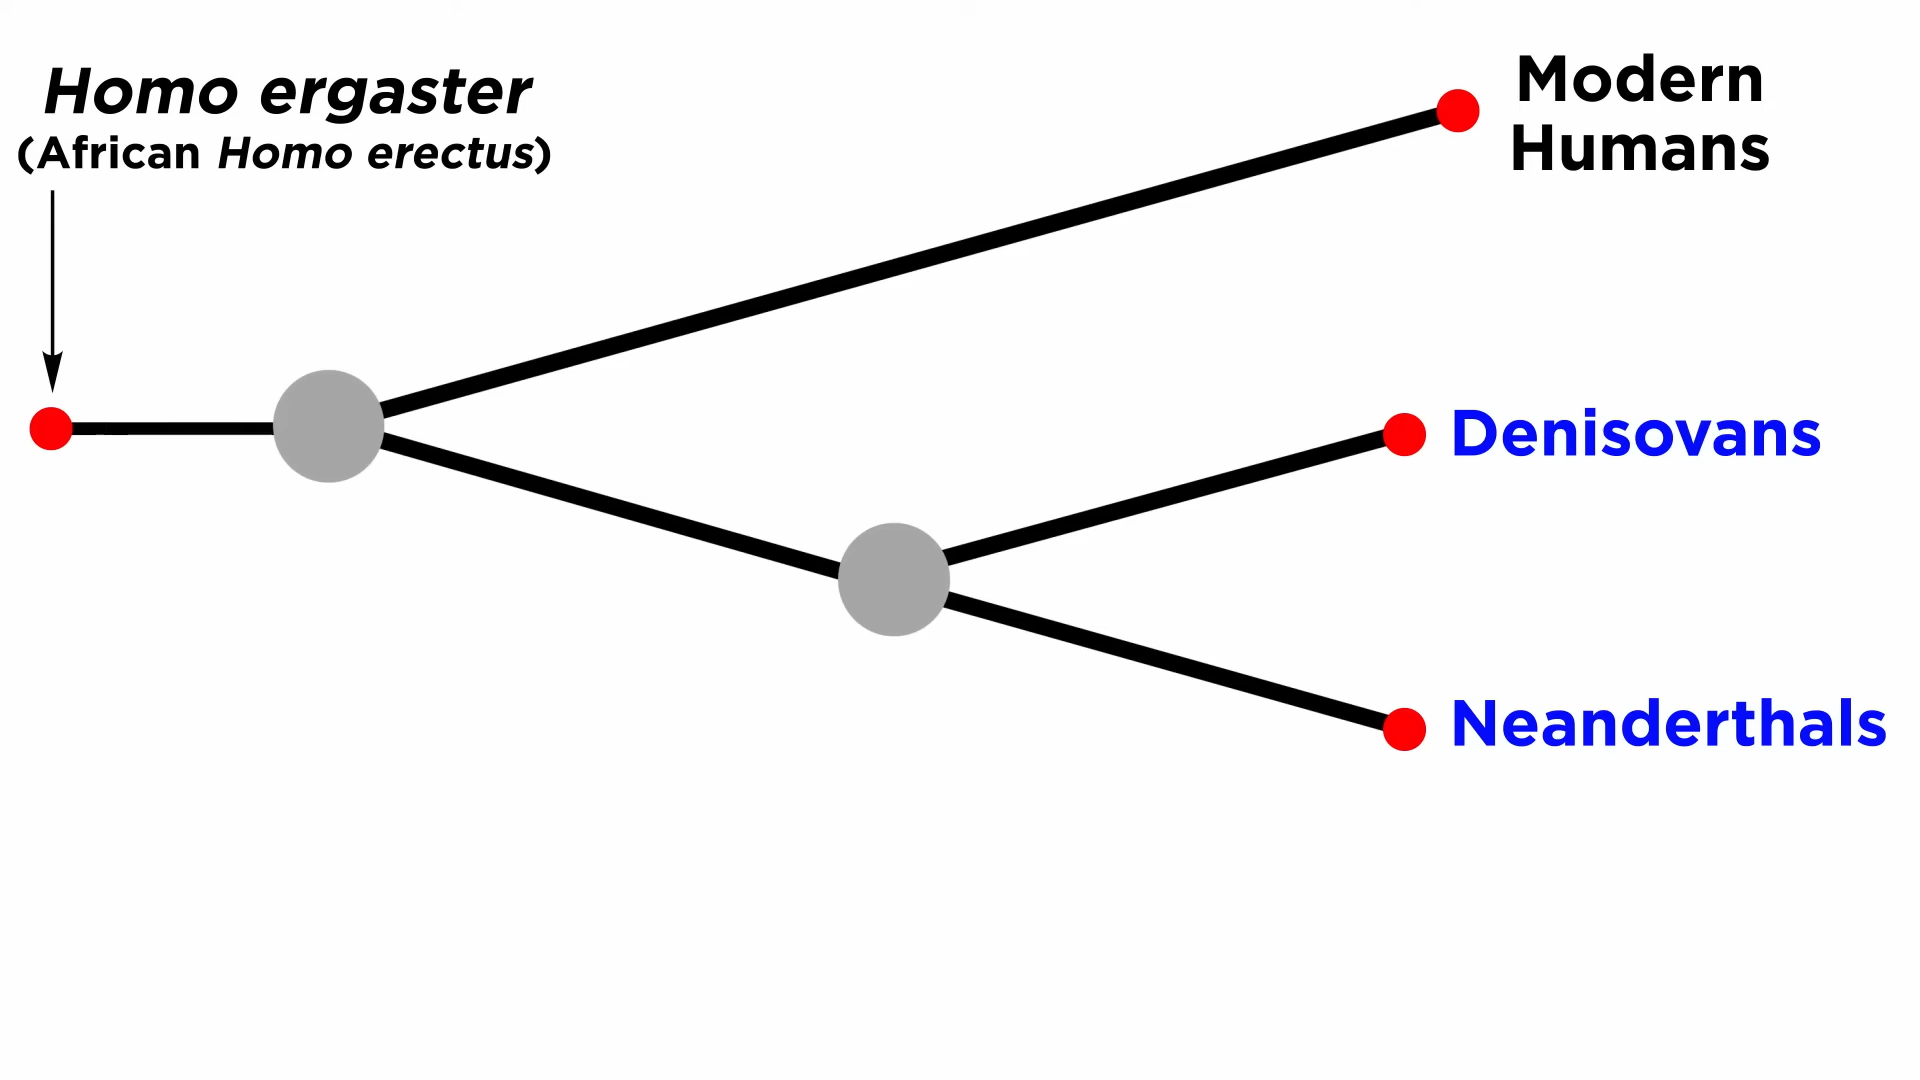 Homo ergaster
(African Homo erectus)
Modern
Humans
Denisovans
Neanderthals